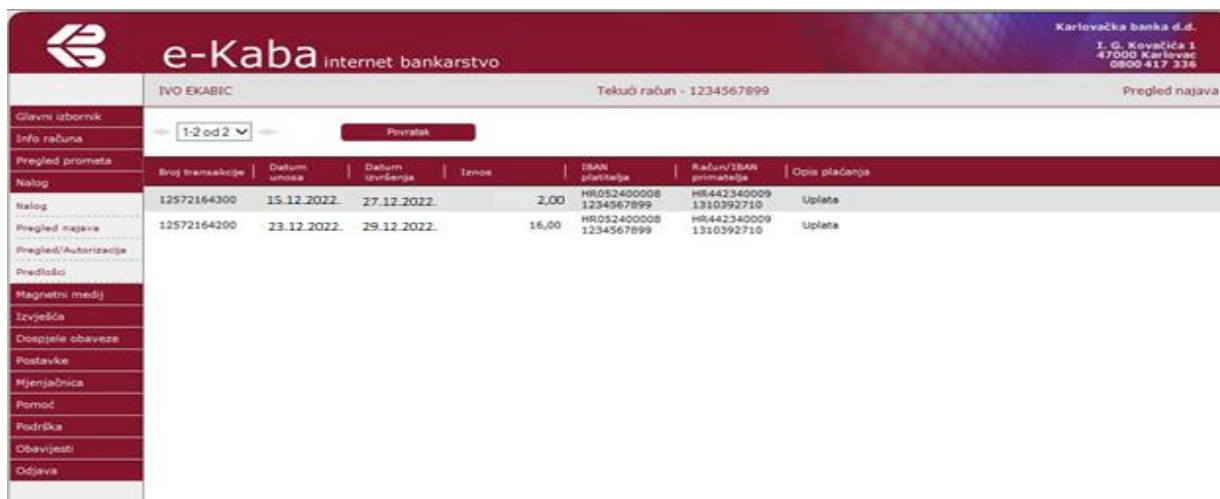 Karlovačka banka d.d.
I. G. Kovačića 1
47000 Karlovac
0800 417 336
e-Kaba internet bankarstvo
IVO EKABIC Tekući račun - 1234567899 Pregled najava
Glavni izbornik
Info računa
Pregled prometa
Nalog
Nalog
Pregled najava
Pregled/Autorizacija
Predlošci
Magnetni medij
Izvješća
Dospjele obaveze
Postavke
Mjenjačnica
Pomoć
Podrška
Obavijesti
Odjava
1-2 od 2 Povratak
Broj transakcije Datum unosa Datum izvršenja Iznos IBAN platitelja Račun/IBAN primatelja Opis plaćanja
12572164300 15.12.2022. 27.12.2022. 2,00 HR052400008 HR442340009 Uplata
1234567899 1310392710
12572164200 23.12.2022. 29.12.2022. 16,00 HR052400008 HR442340009 Uplata
1234567899 1310392710